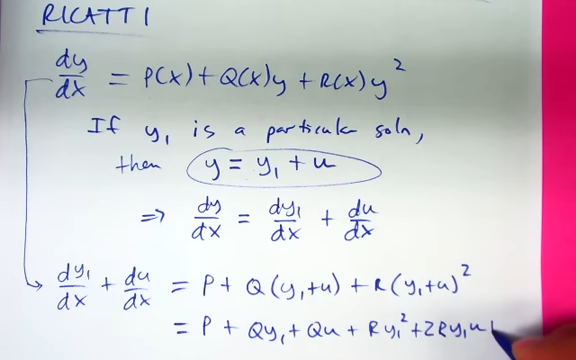 RICATTI
dy/dx = P(x) + Q(x)y + R(x)y²
If y₁ is a particular soln,
then y = y₁ + u
⇒ dy/dx = dy₁/dx + du/dx
dy₁/dx + du/dx = P + Q(y₁+u) + R(y₁+u)²
= P + Qy₁ + Qu + Ry₁² + 2Ry₁u